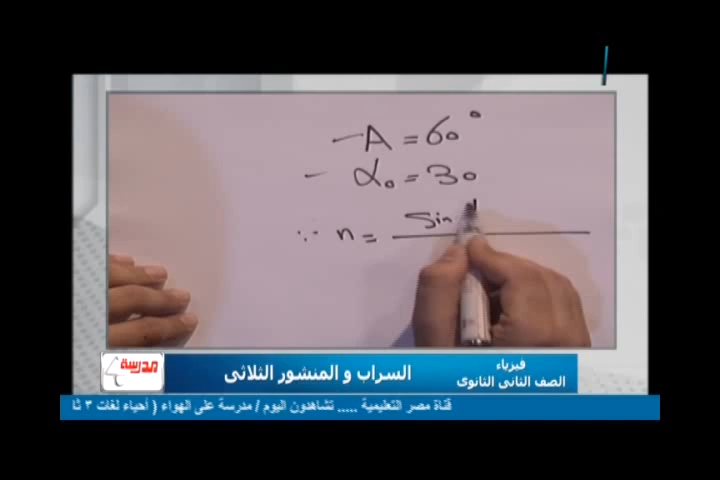 - A = 60°
- α₀ = 30
∵ n = Sin
مدرسة
السراب و المنشور الثلاثى
فيزياء
الصف الثانى الثانوى
قناة مصر التعليمية ..... تشاهدون اليوم / مدرسة على الهواء ( أحياء لغات ٣ ثا